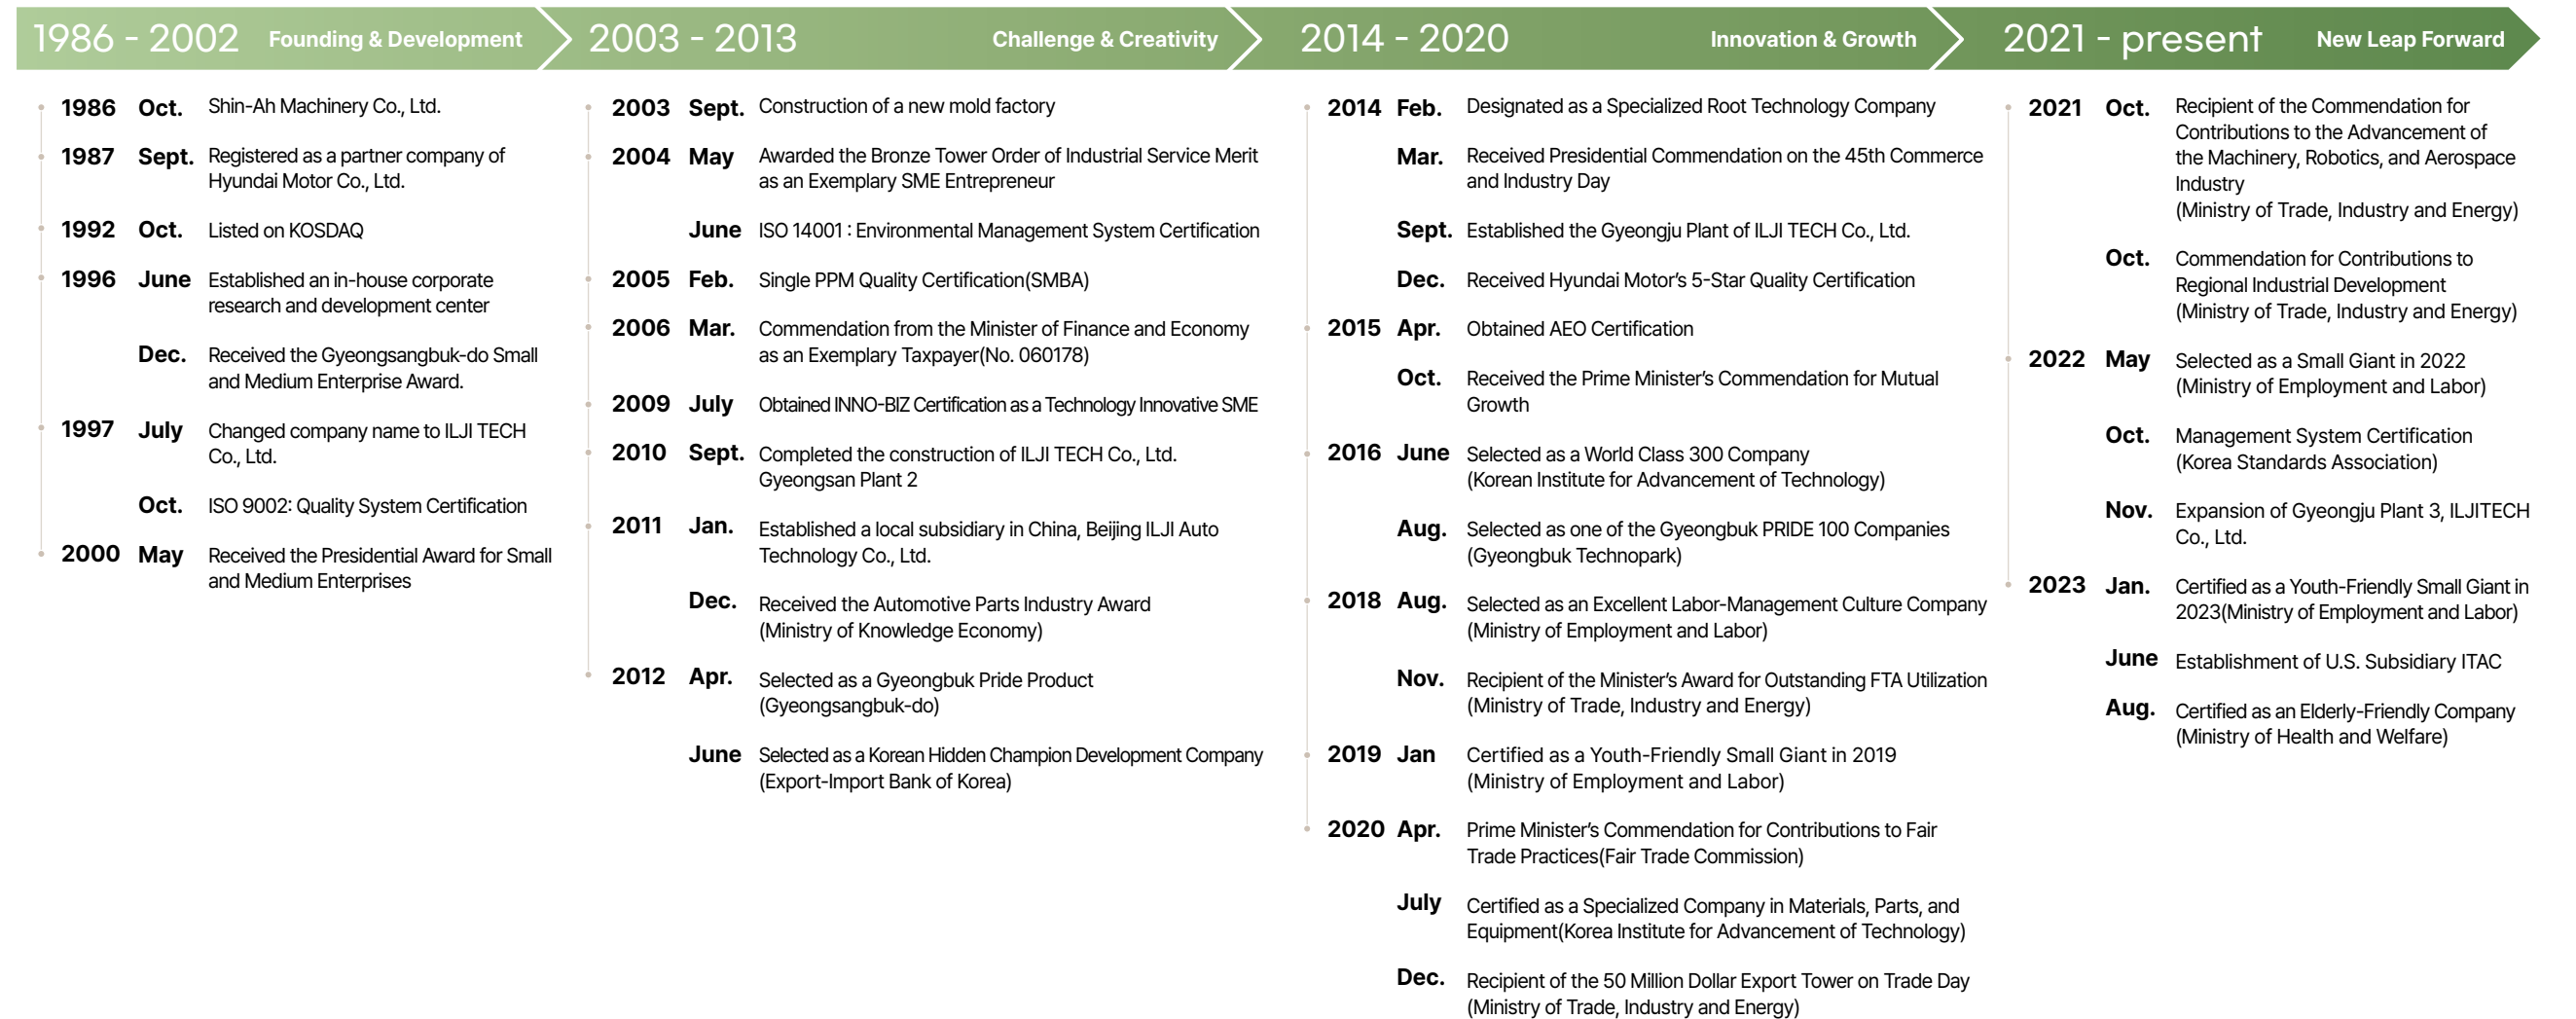 1986 - 2002 Founding & Development
1986 Oct. Shin-Ah Machinery Co., Ltd.
1987 Sept. Registered as a partner company of
Hyundai Motor Co., Ltd.
1992 Oct. Listed on KOSDAQ
1996 June Established an in-house corporate
research and development center
Dec. Received the Gyeongsangbuk-do Small
and Medium Enterprise Award.
1997 July Changed company name to ILJI TECH
Co., Ltd.
Oct. ISO 9002: Quality System Certification
2000 May Received the Presidential Award for Small
and Medium Enterprises
2003 - 2013 Challenge & Creativity
2003 Sept. Construction of a new mold factory
2004 May Awarded the Bronze Tower Order of Industrial Service Merit
as an Exemplary SME Entrepreneur
June ISO 14001 : Environmental Management System Certification
2005 Feb. Single PPM Quality Certification(SMBA)
2006 Mar. Commendation from the Minister of Finance and Economy
as an Exemplary Taxpayer(No. 060178)
2009 July Obtained INNO-BIZ Certification as a Technology Innovative SME
2010 Sept. Completed the construction of ILJI TECH Co., Ltd.
Gyeongsan Plant 2
2011 Jan. Established a local subsidiary in China, Beijing ILJI Auto
Technology Co., Ltd.
Dec. Received the Automotive Parts Industry Award
(Ministry of Knowledge Economy)
2012 Apr. Selected as a Gyeongbuk Pride Product
(Gyeongsangbuk-do)
June Selected as a Korean Hidden Champion Development Company
(Export-Import Bank of Korea)
2014 - 2020 Innovation & Growth
2014 Feb. Designated as a Specialized Root Technology Company
Mar. Received Presidential Commendation on the 45th Commerce
and Industry Day
Sept. Established the Gyeongju Plant of ILJI TECH Co., Ltd.
Dec. Received Hyundai Motor’s 5-Star Quality Certification
2015 Apr. Obtained AEO Certification
Oct. Received the Prime Minister’s Commendation for Mutual
Growth
2016 June Selected as a World Class 300 Company
(Korean Institute for Advancement of Technology)
Aug. Selected as one of the Gyeongbuk PRIDE 100 Companies
(Gyeongbuk Technopark)
2018 Aug. Selected as an Excellent Labor-Management Culture Company
(Ministry of Employment and Labor)
Nov. Recipient of the Minister’s Award for Outstanding FTA Utilization
(Ministry of Trade, Industry and Energy)
2019 Jan Certified as a Youth-Friendly Small Giant in 2019
(Ministry of Employment and Labor)
2020 Apr. Prime Minister’s Commendation for Contributions to Fair
Trade Practices(Fair Trade Commission)
July Certified as a Specialized Company in Materials, Parts, and
Equipment(Korea Institute for Advancement of Technology)
Dec. Recipient of the 50 Million Dollar Export Tower on Trade Day
(Ministry of Trade, Industry and Energy)
2021 - present New Leap Forward
2021 Oct. Recipient of the Commendation for
Contributions to the Advancement of
the Machinery, Robotics, and Aerospace
Industry
(Ministry of Trade, Industry and Energy)
Oct. Commendation for Contributions to
Regional Industrial Development
(Ministry of Trade, Industry and Energy)
2022 May Selected as a Small Giant in 2022
(Ministry of Employment and Labor)
Oct. Management System Certification
(Korea Standards Association)
Nov. Expansion of Gyeongju Plant 3, ILJITECH
Co., Ltd.
2023 Jan. Certified as a Youth-Friendly Small Giant in
2023(Ministry of Employment and Labor)
June Establishment of U.S. Subsidiary ITAC
Aug. Certified as an Elderly-Friendly Company
(Ministry of Health and Welfare)